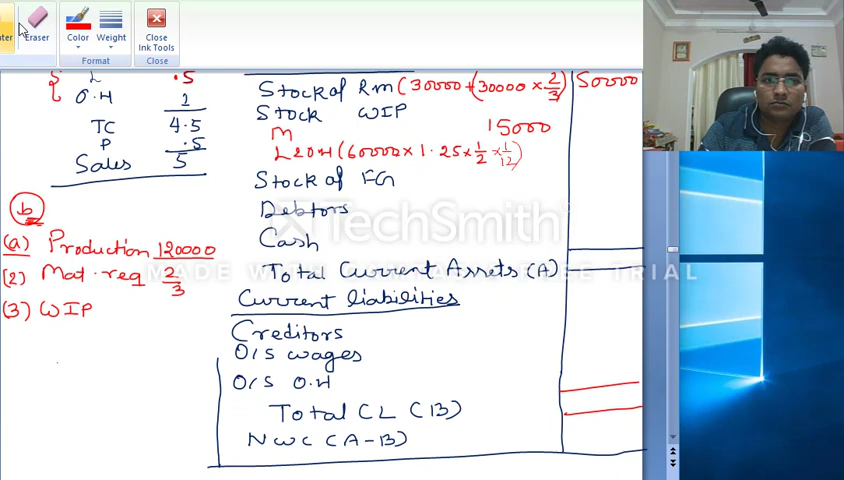 nter Eraser Color Weight Close Ink Tools
Format Close
L .5
O.H 1
TC 4.5
P .5
Sales 5
b
(a) Production 120000
(2) Mat. req 2/3
(3) WIP
Stock of RM (30000 + (30000 × 2/3) 50000
Stock WIP
M 15000
L & OH (60000 × 1.25 × 1/2 × 1/12)
Stock of FG
Debtors
Cash
Total Current Assets (A)
Current liabilities
Creditors
O/S wages
O/S O.H
Total CL (B)
NWC (A-B)
TechSmith
MADE WITH FREE TRIAL